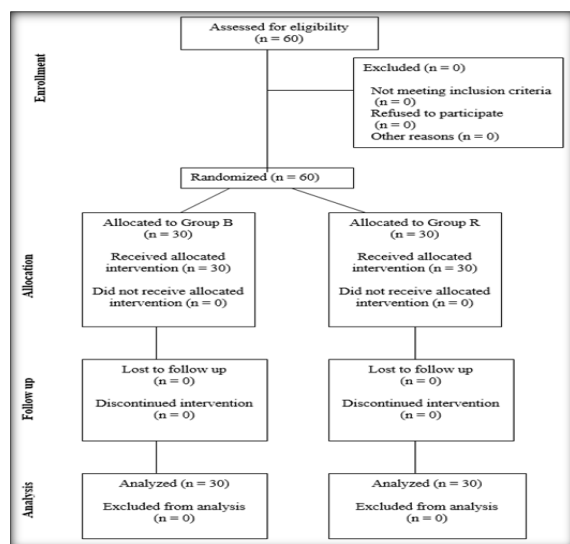 Assessed for eligibility
(n = 60)
Enrollment
Excluded (n = 0)
Not meeting inclusion criteria
(n = 0)
Refused to participate
(n = 0)
Other reasons (n = 0)
Randomized (n = 60)
Allocation
Allocated to Group B
(n = 30)
Received allocated
intervention (n = 30)
Did not receive allocated
intervention (n = 0)
Allocated to Group R
(n = 30)
Received allocated
intervention (n = 30)
Did not receive allocated
intervention (n = 0)
Follow up
Lost to follow up
(n = 0)
Discontinued intervention
(n = 0)
Lost to follow up
(n = 0)
Discontinued intervention
(n = 0)
Analysis
Analyzed (n = 30)
Excluded from analysis
(n = 0)
Analyzed (n = 30)
Excluded from analysis
(n = 0)